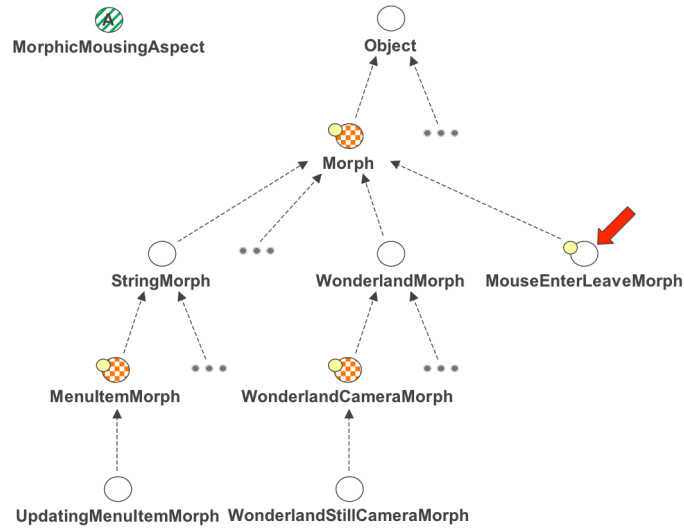 A
MorphicMousingAspect
Object
Morph
StringMorph
WonderlandMorph
MouseEnterLeaveMorph
MenuItemMorph
WonderlandCameraMorph
UpdatingMenuItemMorph
WonderlandStillCameraMorph